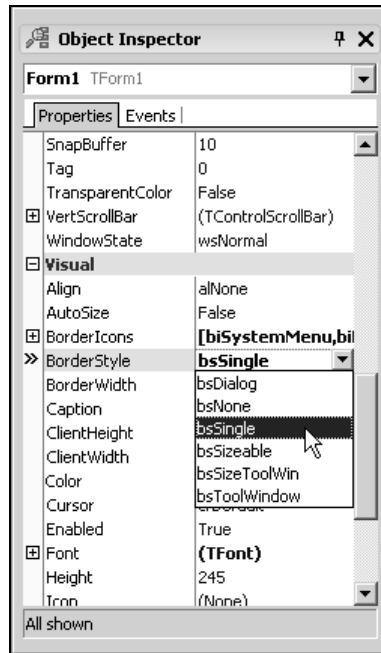 Object Inspector
Form1 TForm1
Properties Events
SnapBuffer 10
Tag 0
TransparentColor False
VertScrollBar (TControlScrollBar)
WindowState wsNormal
Visual
Align alNone
AutoSize False
BorderIcons [biSystemMenu,bi
BorderStyle bsSingle
BorderWidth bsDialog
Caption bsNone
ClientHeight bsSingle
ClientWidth bsSizeable
Color bsSizeToolWin
Cursor bsToolWindow
Enabled True
Font (TFont)
Height 245
Icon (None)
All shown